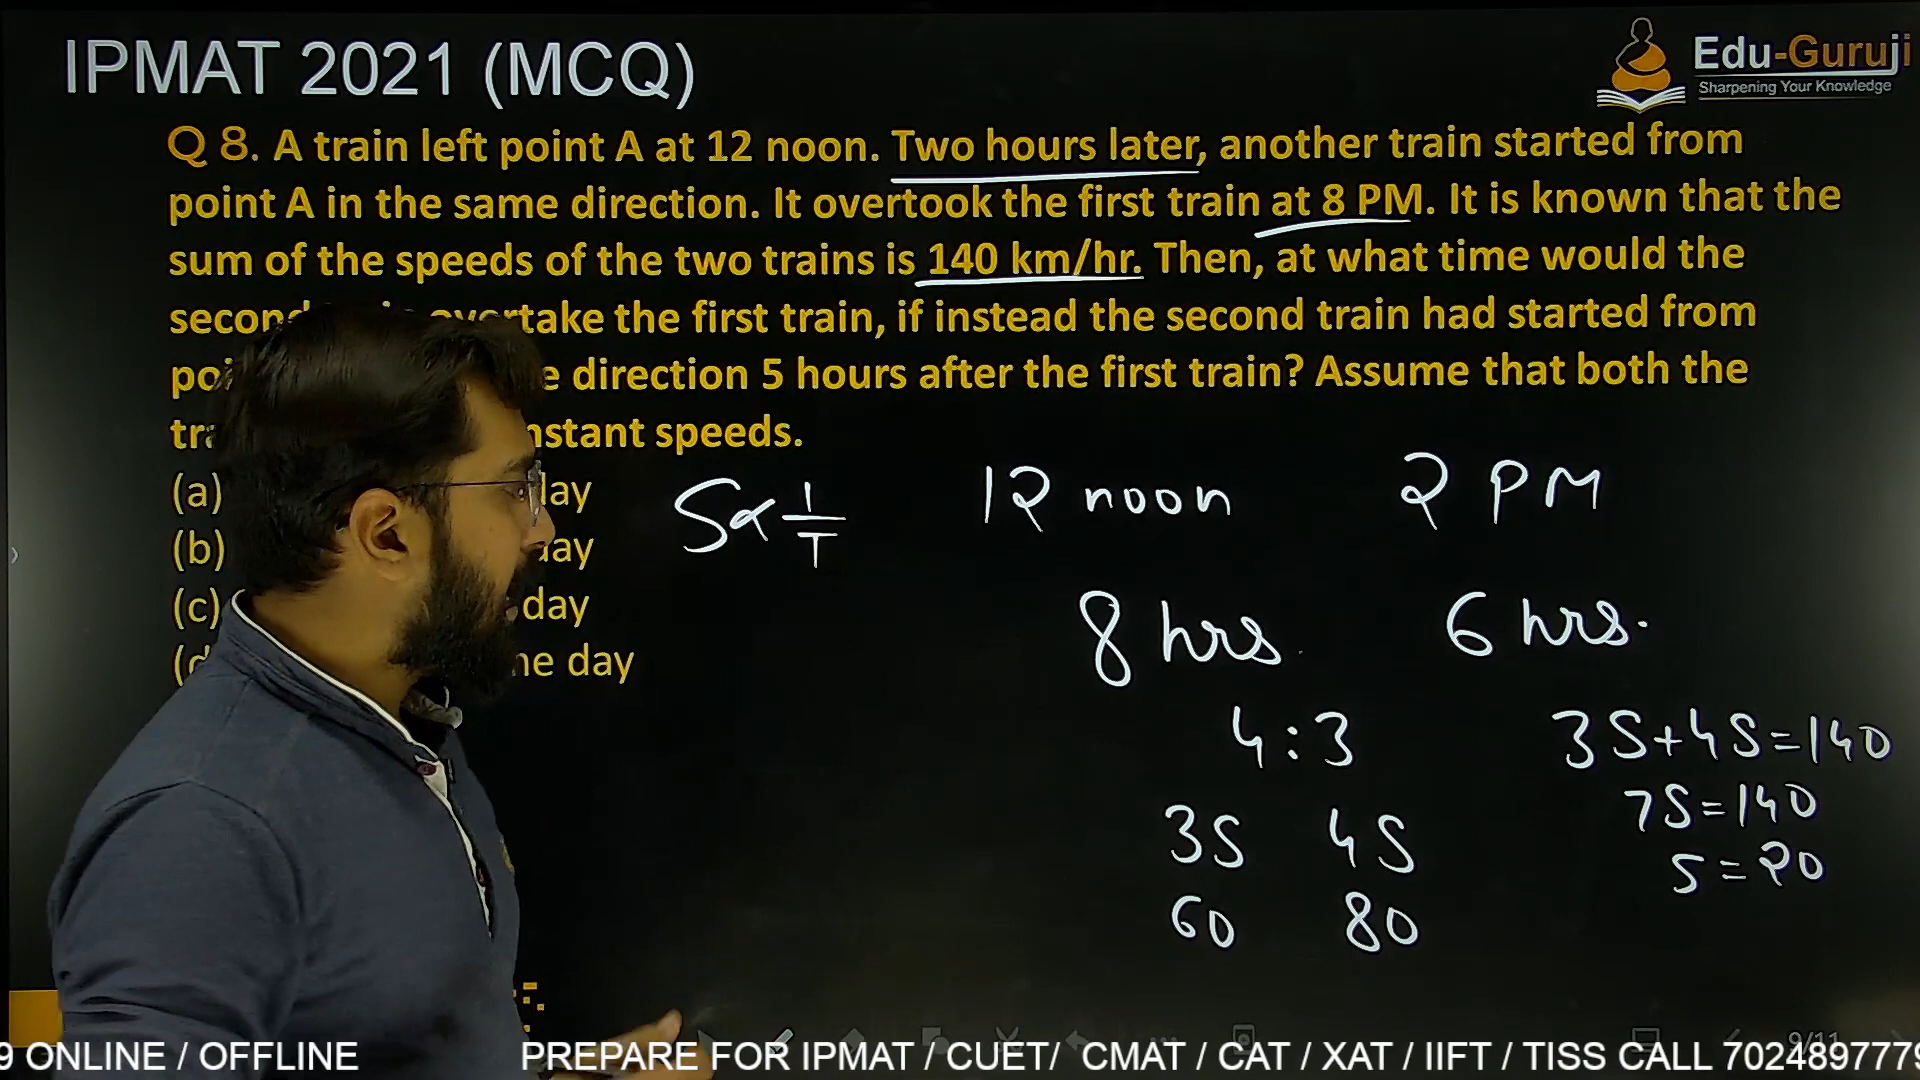 IPMAT 2021 (MCQ)
Edu-Guruji
Sharpening Your Knowledge
Q 8. A train left point A at 12 noon. Two hours later, another train started from
point A in the same direction. It overtook the first train at 8 PM. It is known that the
sum of the speeds of the two trains is 140 km/hr. Then, at what time would the
overtake the first train, if instead the second train had started from
direction 5 hours after the first train? Assume that both the
speeds.
(a)
(b)
(c) day
day
S∝ 1/T
12 noon 2 PM
8 hrs 6 hrs.
4:3
3S+4S=140
7S=140
S=20
3S 4S
60 80
9 ONLINE / OFFLINE PREPARE FOR IPMAT / CUET/ CMAT / CAT / XAT / IIFT / TISS CALL 7024897779